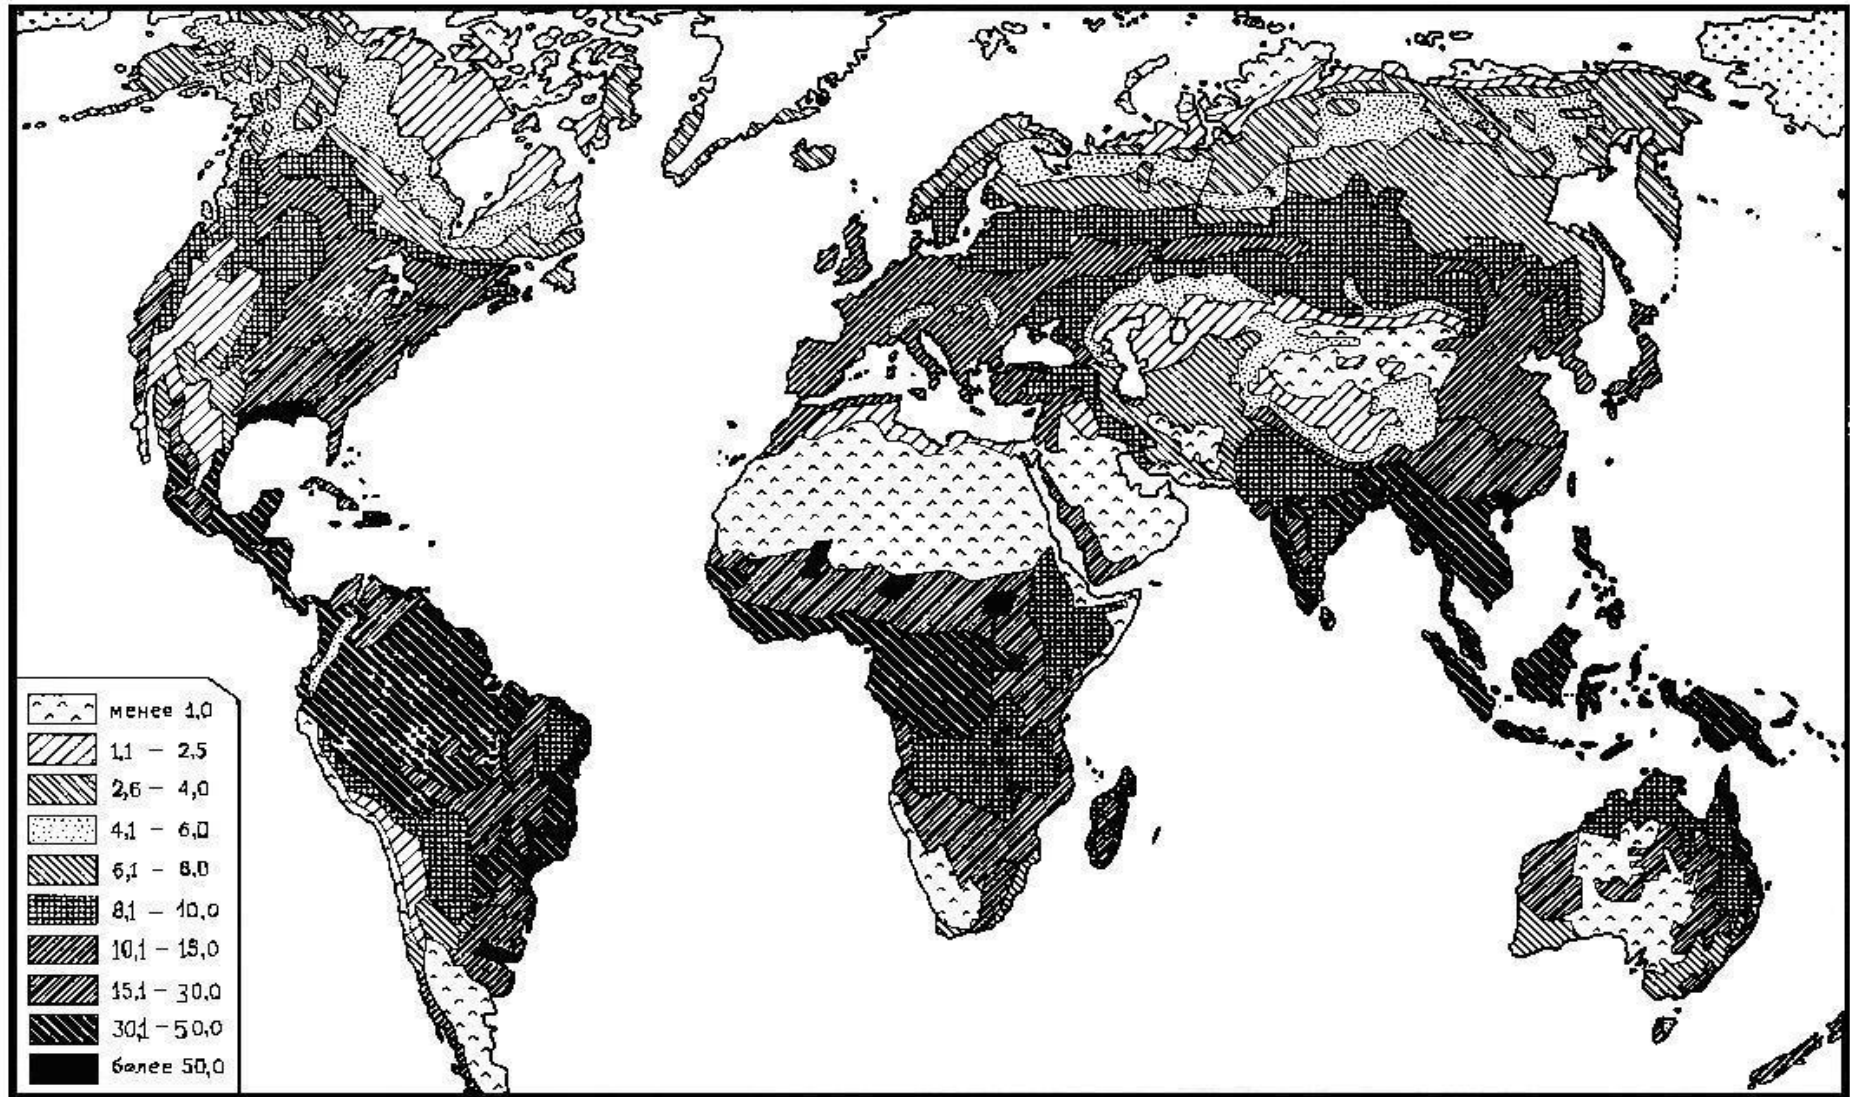 менее 1,0
1,1 – 2,5
2,6 – 4,0
4,1 – 6,0
6,1 – 8,0
8,1 – 10,0
10,1 – 15,0
15,1 – 30,0
30,1 – 50,0
более 50,0